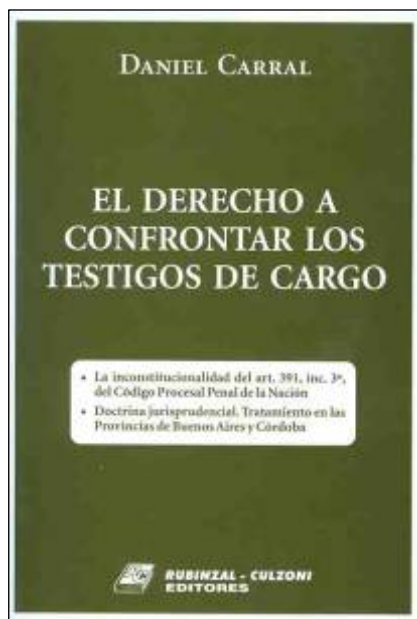 DANIEL CARRAL
EL DERECHO A
CONFRONTAR LOS
TESTIGOS DE CARGO
• La inconstitucionalidad del art. 391, inc. 3º,
del Código Procesal Penal de la Nación
• Doctrina jurisprudencial. Tratamiento en las
Provincias de Buenos Aires y Córdoba
RUBINZAL - CULZONI
EDITORES